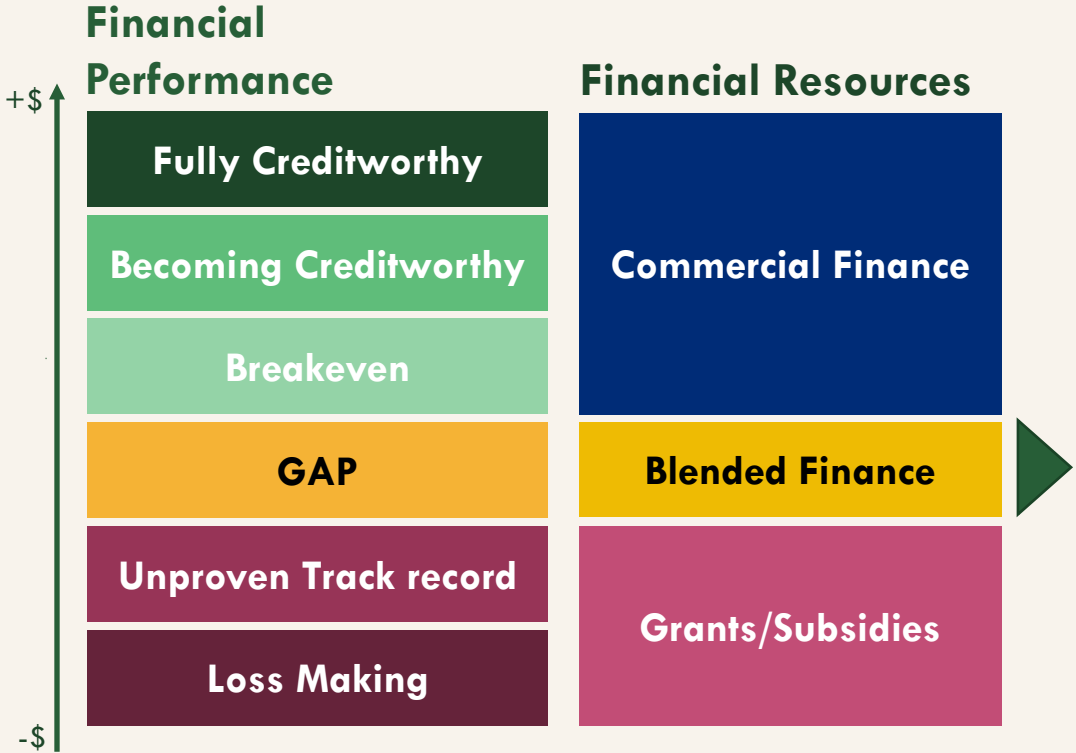 Financial
Performance
Financial Resources
+$
Fully Creditworthy
Becoming Creditworthy
Commercial Finance
Breakeven
GAP
Blended Finance
Unproven Track record
Grants/Subsidies
Loss Making
-$